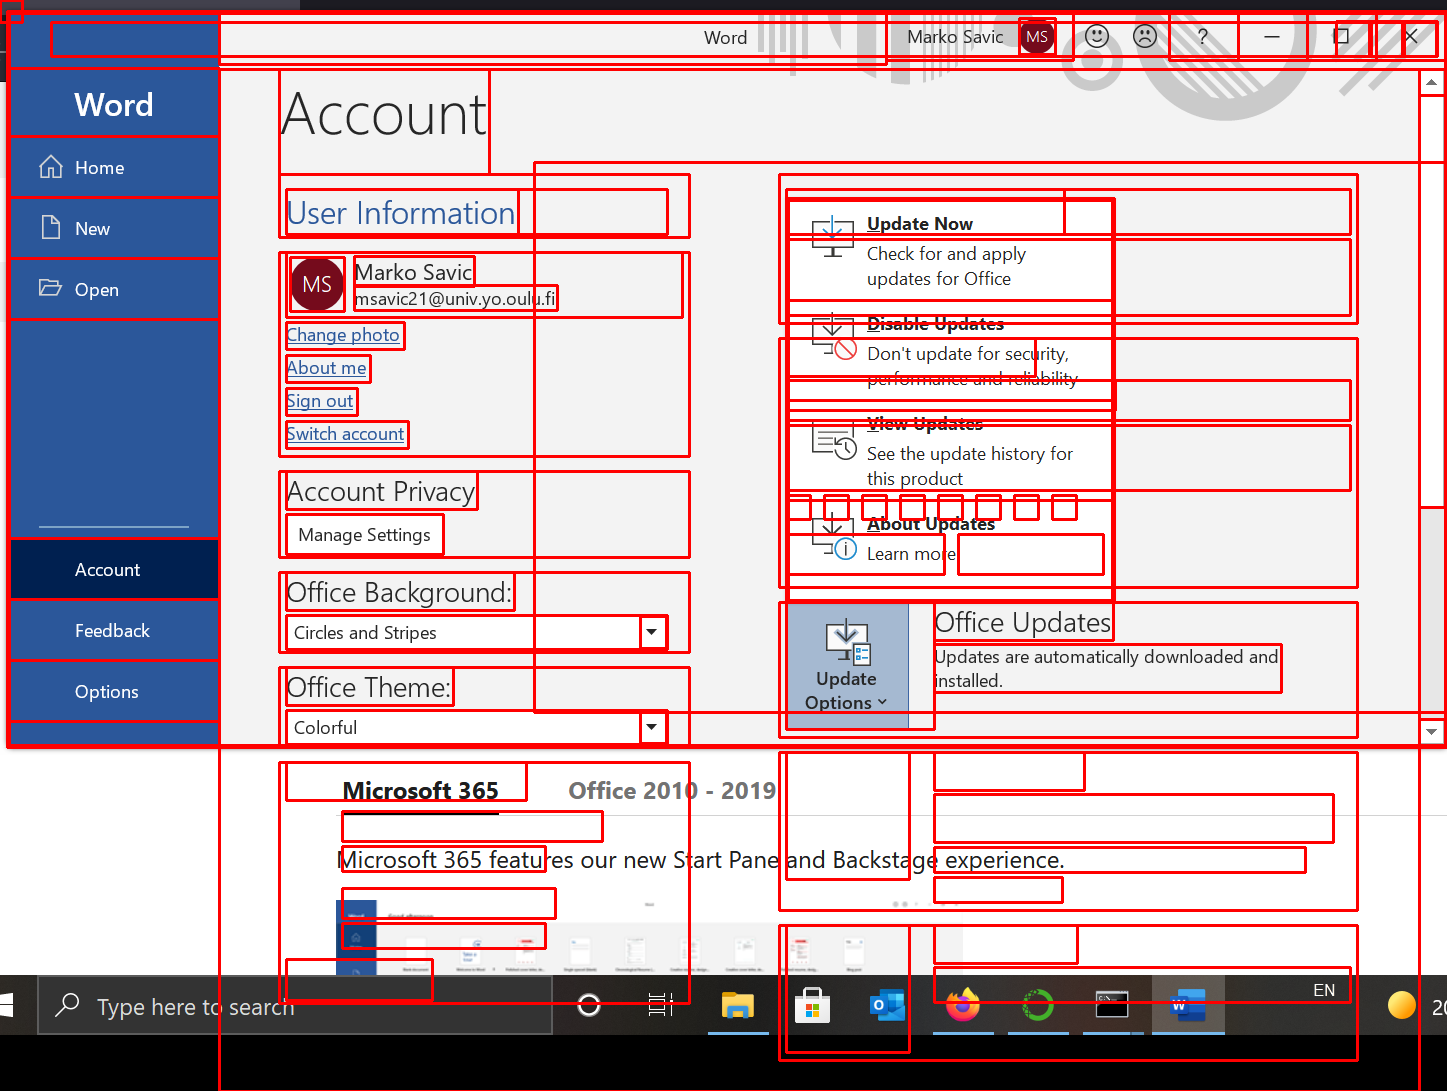 Word
Marko Savic
MS
?
Word
Account
Home
New
Open
Account
Feedback
Options
User Information
MS
Marko Savic
msavic21@univ.yo.oulu.fi
Change photo
About me
Sign out
Switch account
Account Privacy
Manage Settings
Office Background:
Circles and Stripes
Office Theme:
Colorful
Update Now
Check for and apply
updates for Office
Disable Updates
Don't update for security,
performance and reliability
View Updates
See the update history for
this product
About Updates
Learn more
Update
Options
Office Updates
Updates are automatically downloaded and
installed.
Microsoft 365
Office 2010 - 2019
Microsoft 365 features our new Start Pane and Backstage experience.
Type here to search
EN
20